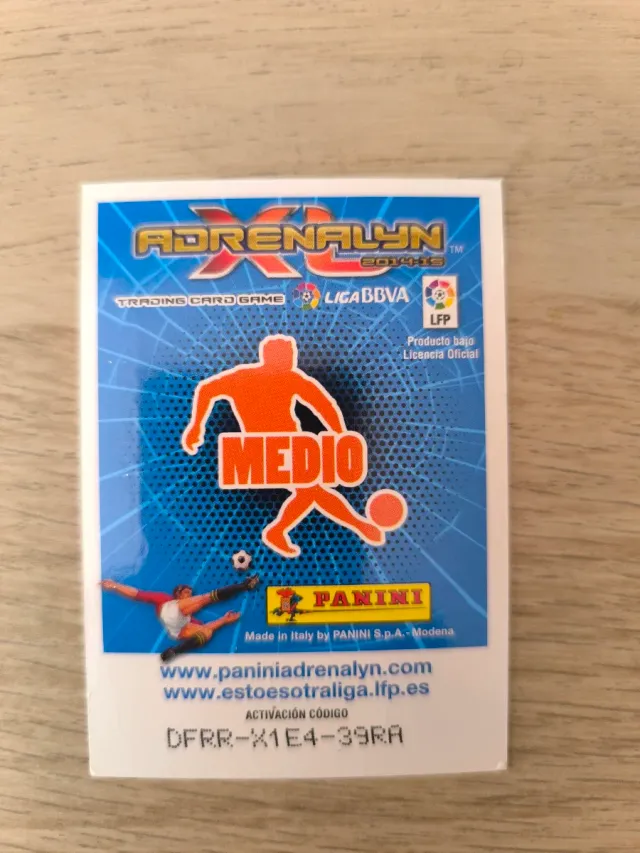 ADRENALYN XL™
2014-15
TRADING CARD GAME LIGA BBVA
LFP
Producto bajo
Licencia Oficial
MEDIO
PANINI
Made in Italy by PANINI S.p.A. - Modena
www.paniniadrenalyn.com
www.estoesotraliga.lfp.es
ACTIVACIÓN CÓDIGO
DFRR-X1E4-39RA